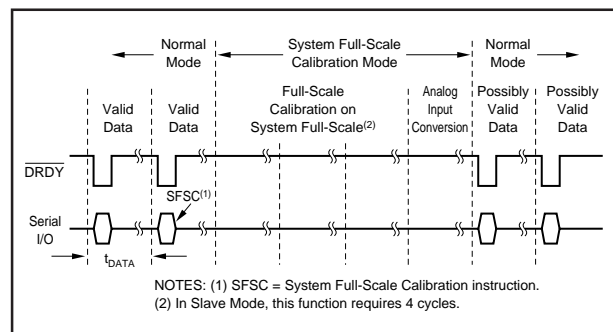 Normal
Mode
System Full-Scale
Calibration Mode
Normal
Mode
Valid
Data
Valid
Data
Full-Scale
Calibration on
System Full-Scale(2)
Analog
Input
Conversion
Possibly
Valid
Data
Possibly
Valid
Data
DRDY
SFSC(1)
Serial
I/O
tDATA
NOTES: (1) SFSC = System Full-Scale Calibration instruction.
(2) In Slave Mode, this function requires 4 cycles.